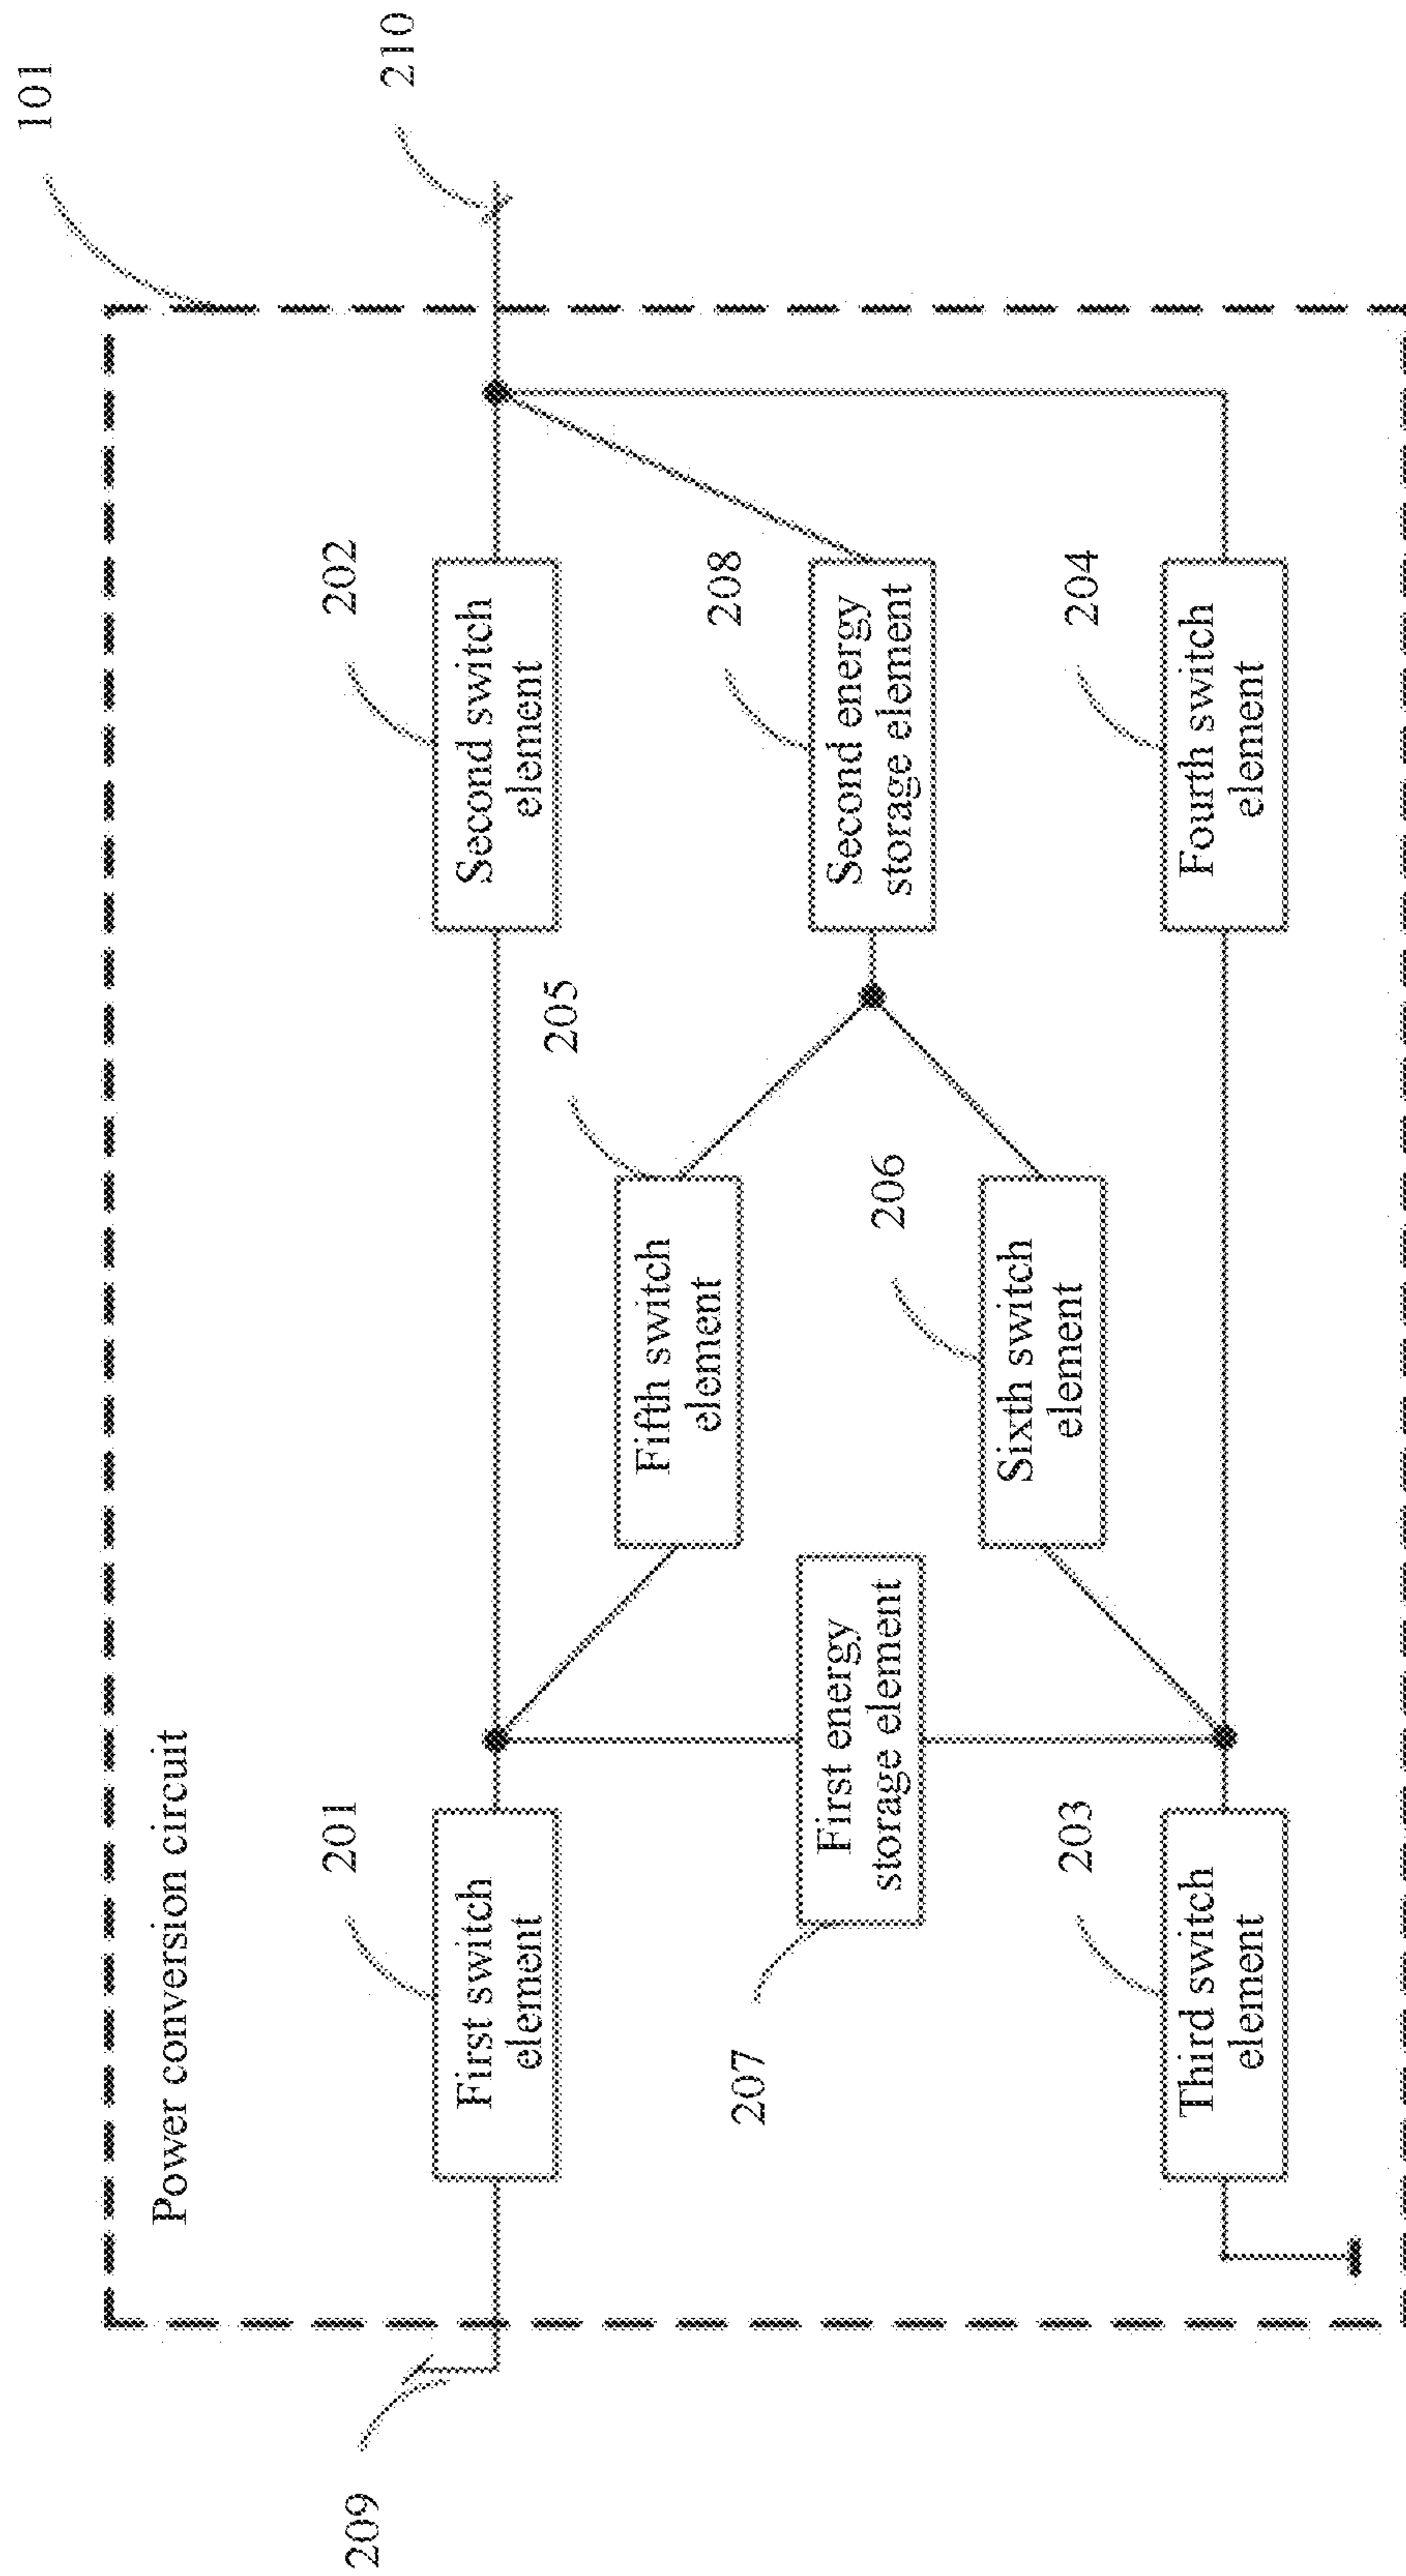 101
210
Power conversion circuit
201
First switch
element
202
Second switch
element
205
Fifth switch
element
207
First energy
storage element
208
Second energy
storage element
206
Sixth switch
element
203
Third switch
element
204
Fourth switch
element
209